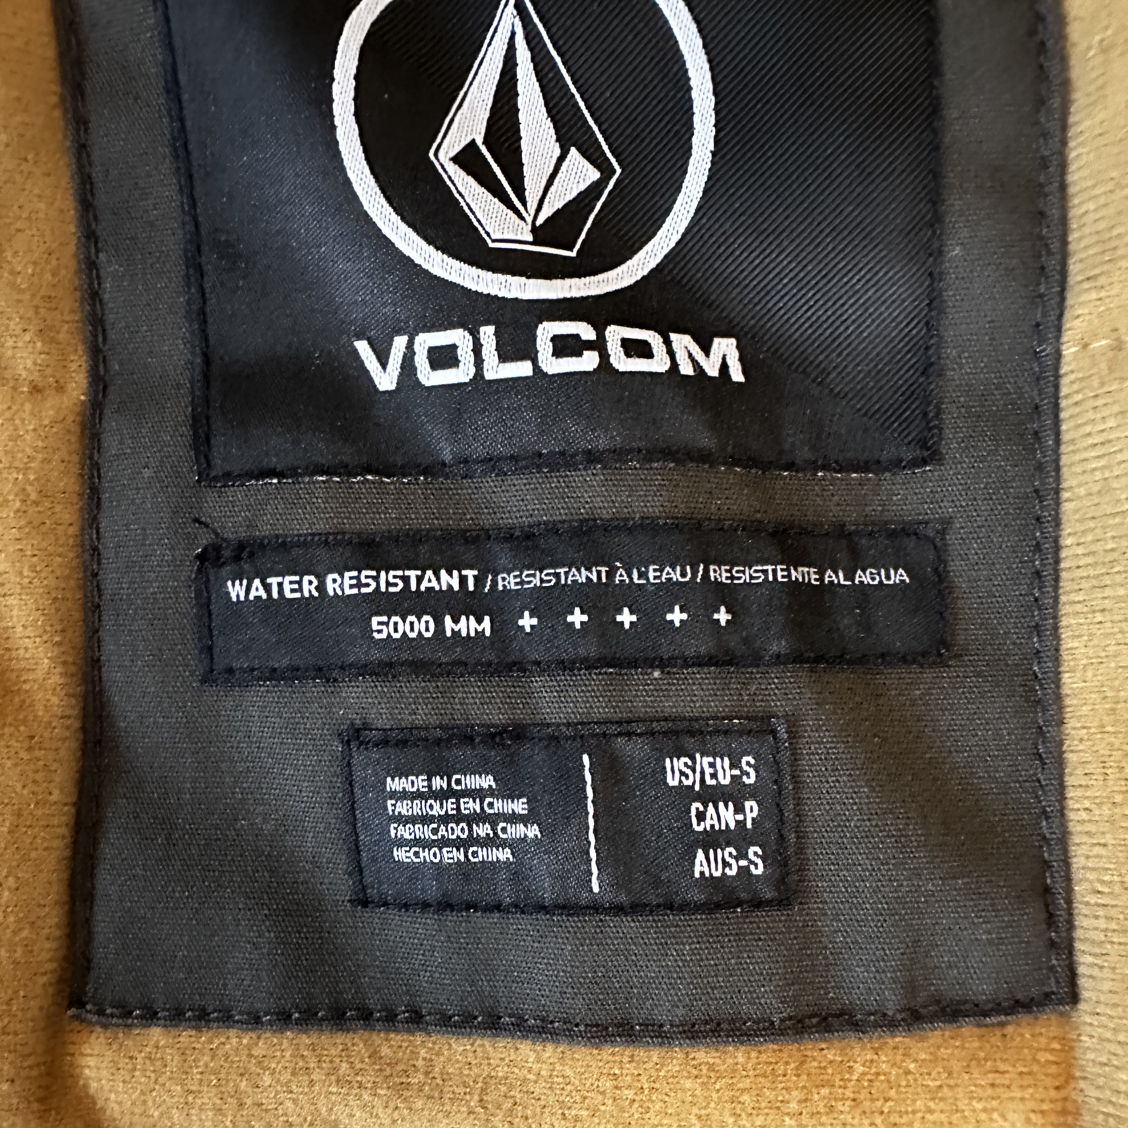 VOLCOM
WATER RESISTANT / RESISTANT À L'EAU / RESISTENTE AL AGUA
5000 MM + + + + +
MADE IN CHINA
FABRIQUE EN CHINE
FABRICADO NA CHINA
HECHO EN CHINA
US/EU-S
CAN-P
AUS-S